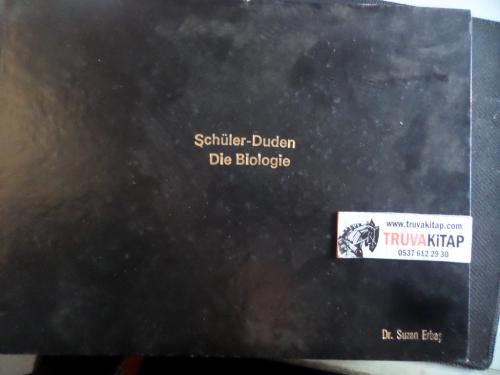 Schüler-Duden
Die Biologie
www.truvakitap.com
TRUVAKiTAP
0537 612 29 30
Dr. Suzan Erbaş